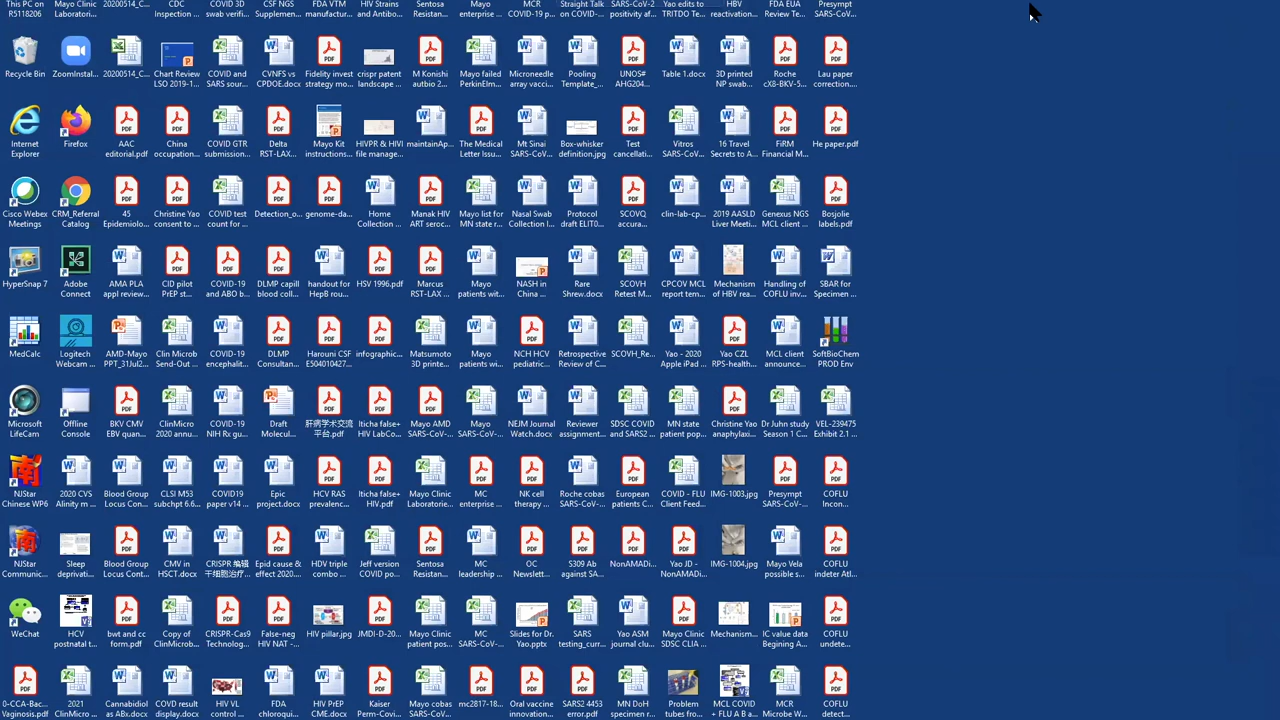 This PC on
R5118206
Mayo Clinic
Laboratori...
20200514_C...
CDC
Inspection ...
COVID 3D
swab verifi...
CSF NGS
Supplemen...
FDA VTM
manufactur...
HIV Strains
and Antibo...
Sentosa
Resistan...
Mayo
enterprise ...
MCR
COVID-19 p...
Straight Talk
on COVID-...
SARS-CoV-2
positivity af...
Yao edits to
TRITDO Te...
HBV
reactivation...
FDA EUA
Review Te...
Presympt
SARS-CoV...
Recycle Bin
ZoomInstal...
20200514_C...
Chart Review
LSO 2019-1...
COVID and
SARS sour...
CVNFS vs
CPDOE.docx
Fidelity invest
strategy mo...
crispr patent
landscape ...
M Konishi
autbio 2...
Mayo failed
PerkinElm...
Microneedle
array vacci...
Pooling
Template_...
UNOS#
AHG204...
Table 1.docx
3D printed
NP swab...
Roche
cX8-BKV-5...
Lau paper
correction....
Internet
Explorer
Firefox
AAC
editorial.pdf
China
occupation...
COVID GTR
submission...
Delta
RST-LAX...
Mayo Kit
instructions...
HIVPR & HIVI
file manage...
maintainAp...
The Medical
Letter Issu...
Mt Sinai
SARS-CoV...
Box-whisker
definition.jpg
Test
cancellati...
Vitros
SARS-CoV...
16 Travel
Secrets to A...
FiRM
Financial M...
He paper.pdf
Cisco Webex
Meetings
CRM_Referral
Catalog
45
Epidemiolo...
Christine Yao
consent to ...
COVID test
count for ...
Detection_o...
genome-da...
Home
Collection ...
Manak HIV
ART seroc...
Mayo list for
MN state r...
Nasal Swab
Collection I...
Protocol
draft ELIT0...
SCOVQ
accura...
clin-lab-cp...
2019 AASLD
Liver Meeti...
Genexus NGS
MCL client ...
Bosjolie
labels.pdf
HyperSnap 7
Adobe
Connect
AMA PLA
appl review...
CID pilot
PrEP st...
COVID-19
and ABO b...
DLMP capill
blood coll...
handout for
HepB rou...
HSV 1996.pdf
Marcus
RST-LAX ...
Mayo
patients wit...
NASH in
China ...
Rare
Shrew.docx
SCOVH
Retest M...
CPCOV MCL
report tem...
Mechanism
of HBV rea...
Handling of
COFLU inv...
SBAR for
Specimen ...
MedCalc
Logitech
Webcam ...
AMD-Mayo
PPT_31Jul2...
Clin Microb
Send-Out ...
COVID-19
encephalit...
DLMP
Consultan...
Harouni CSF
E504010427...
infographic...
Matsumoto
3D printe...
Mayo
patients wi...
NCH HCV
pediatric...
Retrospective
Review of C...
SCOVH_Re...
Yao - 2020
Apple iPad ...
Yao CZL
RPS-health...
MCL client
announce...
SoftBioChem
PROD Env
Microsoft
LifeCam
Offline
Console
BKV CMV
EBV quan...
ClinMicro
2020 annu...
COVID-19
NIH Rx gu...
Draft
Molecul...
肝病学术交流
平台.pdf
Iticha false+
HIV LabCo...
Mayo AMD
SARS-CoV-...
Mayo
SARS-CoV-...
NEJM Journal
Watch.docx
Reviewer
assignment...
SDSC COVID
and SARS2 ...
MN state
patient pop...
Christine Yao
anaphylaxi...
Dr Juhn study
Season 1 C...
VEL-239475
Exhibit 2.1 ...
NJStar
Chinese WP6
2020 CVS
Alinity m ...
Blood Group
Locus Con...
CLSI M53
subchpt 6.6...
COVID19
paper v14 ...
Epic
project.docx
HCV RAS
prevalenc...
Iticha false+
HIV.pdf
Mayo Clinic
Laboratorie...
MC
enterprise ...
NK cell
therapy ...
Roche cobas
SARS-CoV...
European
patients C...
COVID - FLU
Client Feed...
IMG-1003.jpg
Presympt
SARS-CoV...
COFLU
Incon...
NJStar
Communic...
Sleep
deprivati...
Blood Group
Locus Cont...
CMV in
HSCT.docx
CRISPR 编辑
干细胞治疗...
Epid cause &
effect 2020...
HDV triple
combo ...
Jeff version
COVID po...
Sentosa
Resistan...
MC
leadership ...
OC
Newslett...
S309 Ab
against SA...
NonAMADi...
Yao JD -
NonAMADi...
IMG-1004.jpg
Mayo Vela
possible s...
COFLU
indeter Atl...
WeChat
HCV
postnatal t...
bwt and cc
form.pdf
Copy of
ClinMicrob...
CRISPR-Cas9
Technolog...
False-neg
HIV NAT -...
HIV pillar.jpg
JMDI-D-20...
Mayo Clinic
patient pos...
MC
SARS-CoV-...
Slides for Dr.
Yao.pptx
SARS
testing_curr...
Yao ASM
journal clu...
Mayo Clinic
SDSC CLIA ...
Mechanism...
IC value data
Begining A...
COFLU
undete...
0-CCA-Bac...
Vaginosis.pdf
2021
ClinMicro ...
Cannabidiol
as ABx.docx
COVD result
display.docx
HIV VL
control ...
FDA
chloroqui...
HIV PrEP
CME.docx
Kaiser
Perm-Covi...
Mayo cobas
SARS-CoV...
mc2817-18...
Oral vaccine
innovation...
SARS2 4453
error.pdf
MN DoH
specimen r...
Problem
tubes fro...
MCL COVID
+ FLU A B a...
MCR
Microbe W...
COFLU
detect...